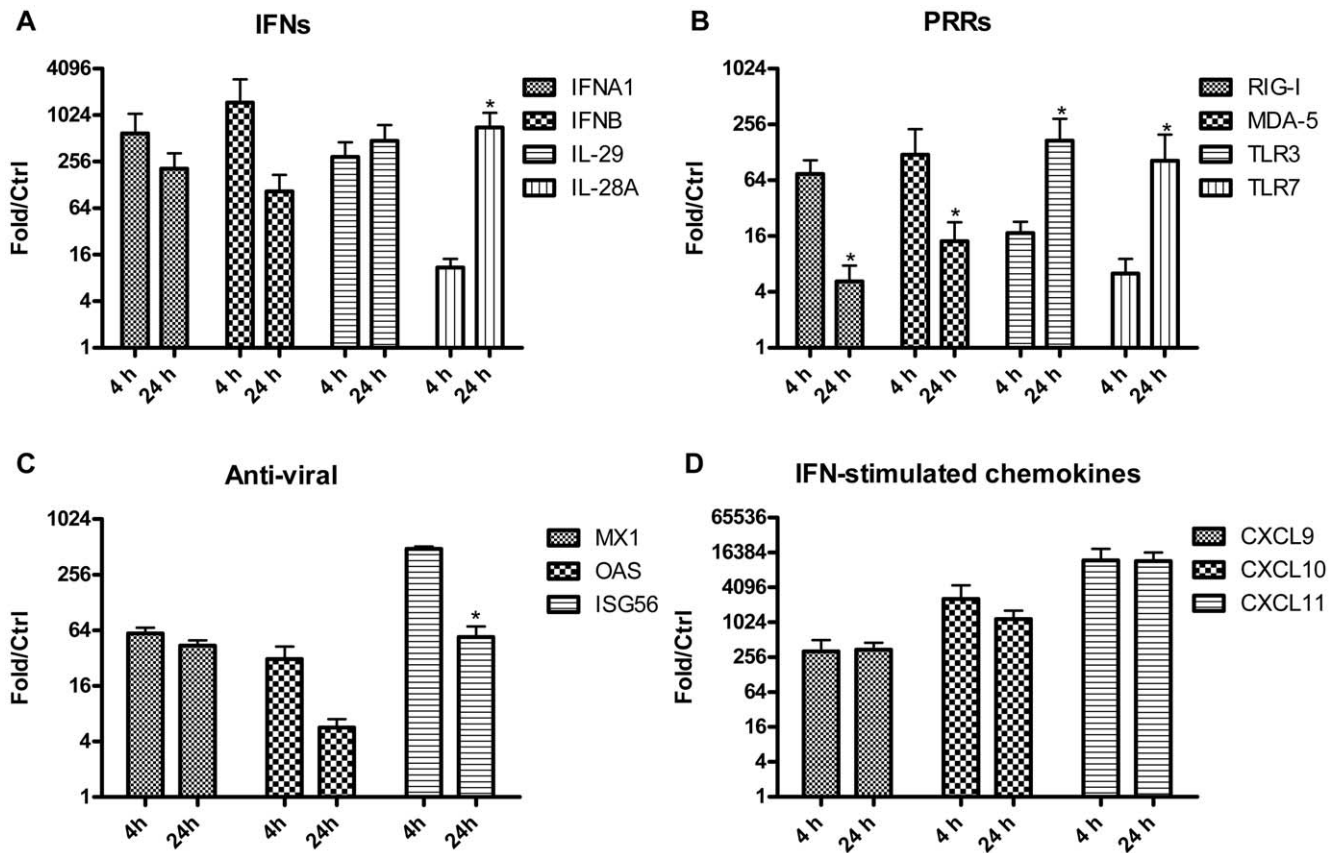 A
IFNs
Fold/Ctrl
4096
1024
256
64
16
4
1
4 h
24 h
4 h
24 h
4 h
24 h
4 h
24 h
*
IFNA1
IFNB
IL-29
IL-28A
B
PRRs
Fold/Ctrl
1024
256
64
16
4
1
4 h
24 h
4 h
24 h
4 h
24 h
4 h
24 h
*
*
*
*
RIG-I
MDA-5
TLR3
TLR7
C
Anti-viral
Fold/Ctrl
1024
256
64
16
4
1
4h
24h
4h
24h
4h
24h
*
MX1
OAS
ISG56
D
IFN-stimulated chemokines
Fold/Ctrl
65536
16384
4096
1024
256
64
16
4
1
4 h
24 h
4 h
24 h
4 h
24 h
CXCL9
CXCL10
CXCL11